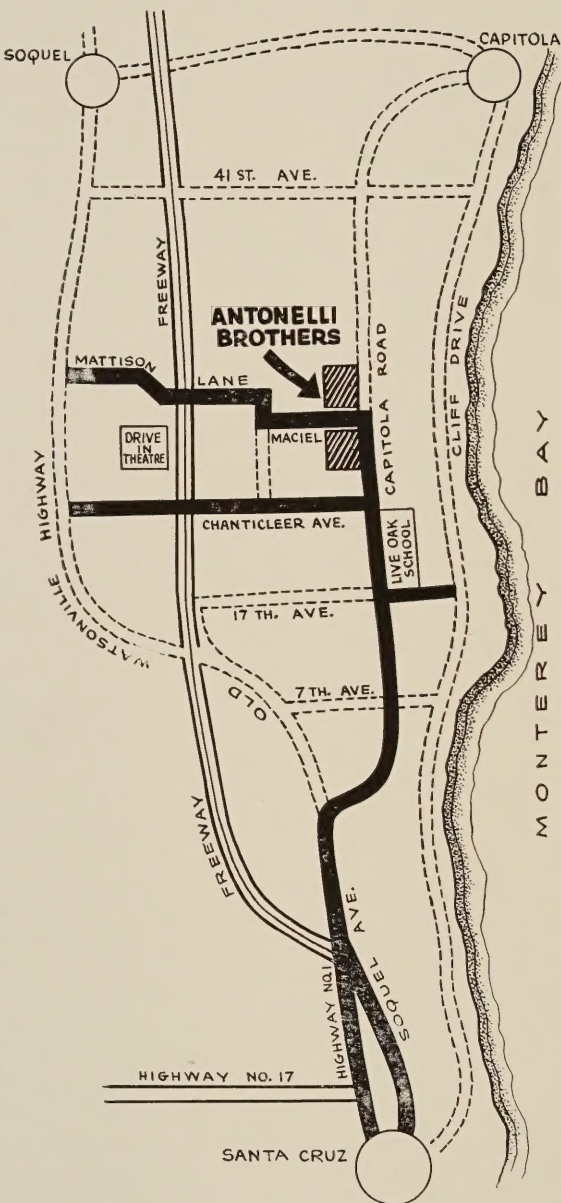 SOQUEL
CAPITOLA
41 ST. AVE.
FREEWAY
ANTONELLI
BROTHERS
CAPITOLA ROAD
CLIFF DRIVE
MATTISON
LANE
MACIEL
DRIVE
IN
THEATRE
HIGHWAY
CHANTICLEER AVE.
LIVE OAK
SCHOOL
MONTEREY BAY
17 TH. AVE.
WATSONVILLE
OLD
7 TH. AVE.
FREEWAY
HIGHWAY NO.1
SOQUEL AVE.
HIGHWAY NO. 17
SANTA CRUZ